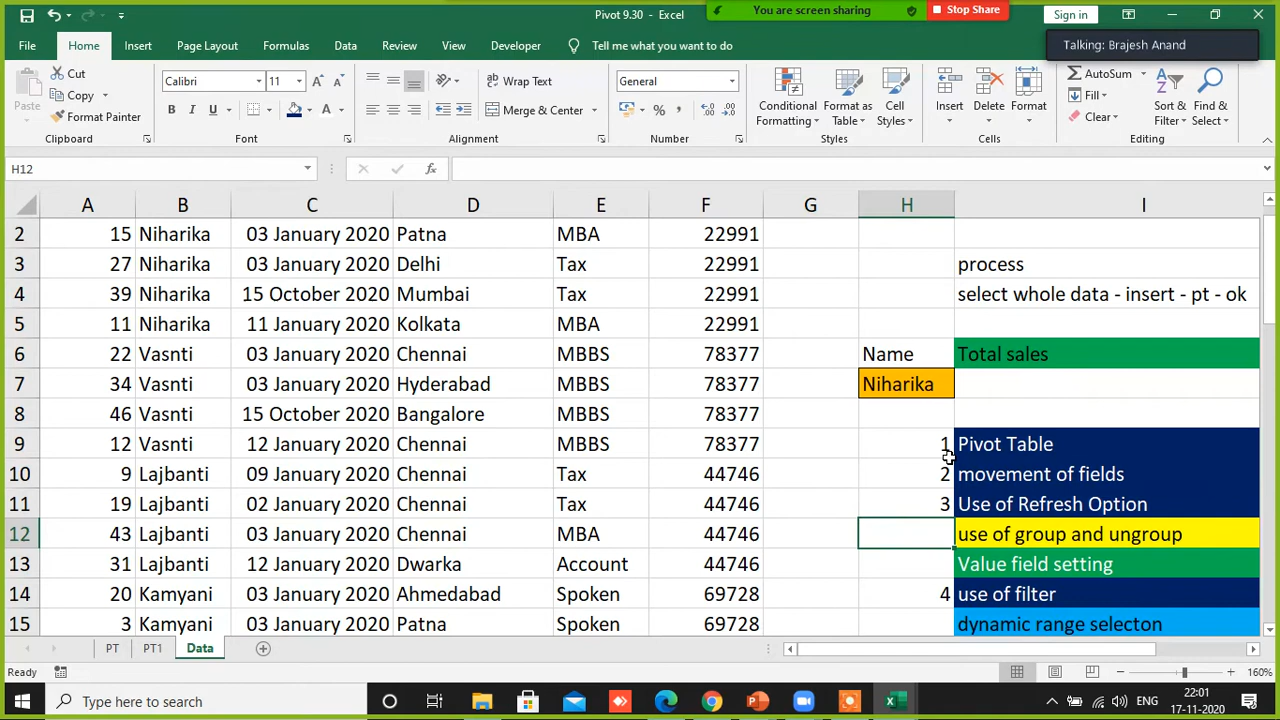 Pivot 9.30 - Excel
You are screen sharing
Stop Share
Sign in
Talking: Brajesh Anand
File Home Insert Page Layout Formulas Data Review View Developer Tell me what you want to do
Paste
Cut
Copy
Format Painter
Clipboard
Calibri 11
B I U
Font
Wrap Text
Merge & Center
Alignment
General
%
Number
Conditional Formatting
Format as Table
Cell Styles
Styles
Insert
Delete
Format
Cells
AutoSum
Fill
Clear
Sort & Filter
Find & Select
Editing
H12
fx
A B C D E F G H I
2 15 Niharika 03 January 2020 Patna MBA 22991
3 27 Niharika 03 January 2020 Delhi Tax 22991 process
4 39 Niharika 15 October 2020 Mumbai Tax 22991 select whole data - insert - pt - ok
5 11 Niharika 11 January 2020 Kolkata MBA 22991
6 22 Vasnti 03 January 2020 Chennai MBBS 78377 Name Total sales
7 34 Vasnti 03 January 2020 Hyderabad MBBS 78377 Niharika
8 46 Vasnti 15 October 2020 Bangalore MBBS 78377
9 12 Vasnti 12 January 2020 Chennai MBBS 78377 1 Pivot Table
10 9 Lajbanti 09 January 2020 Chennai Tax 44746 2 movement of fields
11 19 Lajbanti 02 January 2020 Chennai Tax 44746 3 Use of Refresh Option
12 43 Lajbanti 03 January 2020 Chennai MBA 44746 use of group and ungroup
13 31 Lajbanti 12 January 2020 Dwarka Account 44746 Value field setting
14 20 Kamyani 03 January 2020 Ahmedabad Spoken 69728 4 use of filter
15 3 Kamyani 03 January 2020 Patna Spoken 69728 dynamic range selecton
PT PT1 Data
Ready
160%
Type here to search
ENG
22:01
17-11-2020